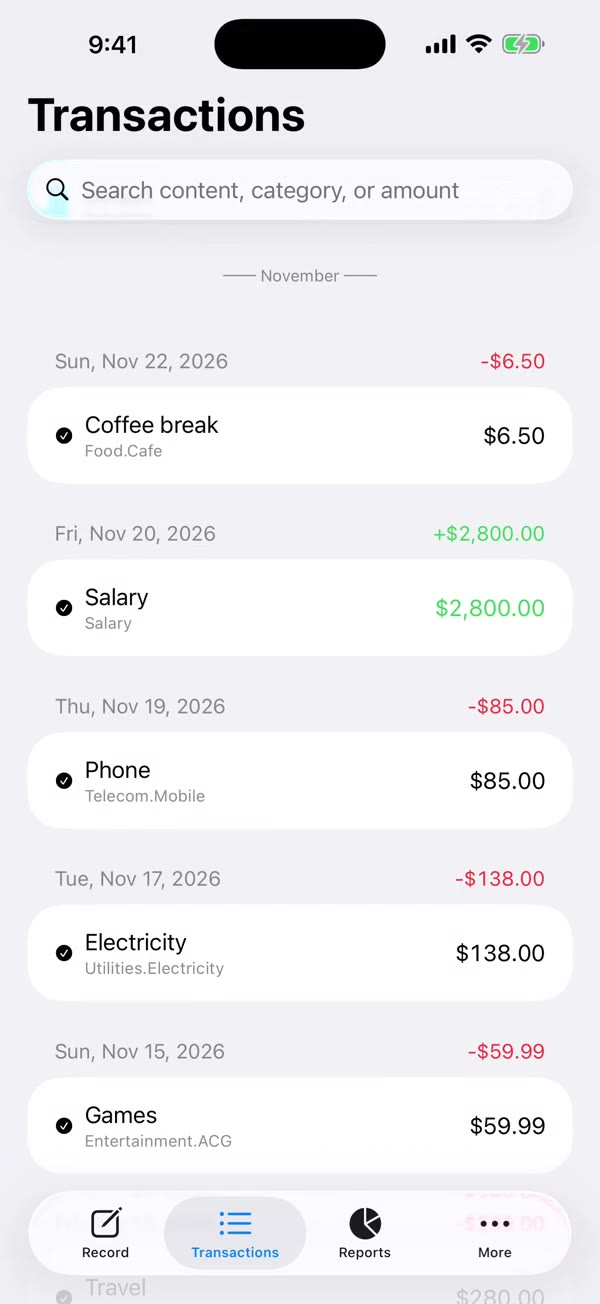 9:41
Transactions
Search content, category, or amount
November
Sun, Nov 22, 2026 -$6.50
Coffee break $6.50
Food.Cafe
Fri, Nov 20, 2026 +$2,800.00
Salary $2,800.00
Salary
Thu, Nov 19, 2026 -$85.00
Phone $85.00
Telecom.Mobile
Tue, Nov 17, 2026 -$138.00
Electricity $138.00
Utilities.Electricity
Sun, Nov 15, 2026 -$59.99
Games $59.99
Entertainment.ACG
Record Transactions Reports More
Travel $280.00